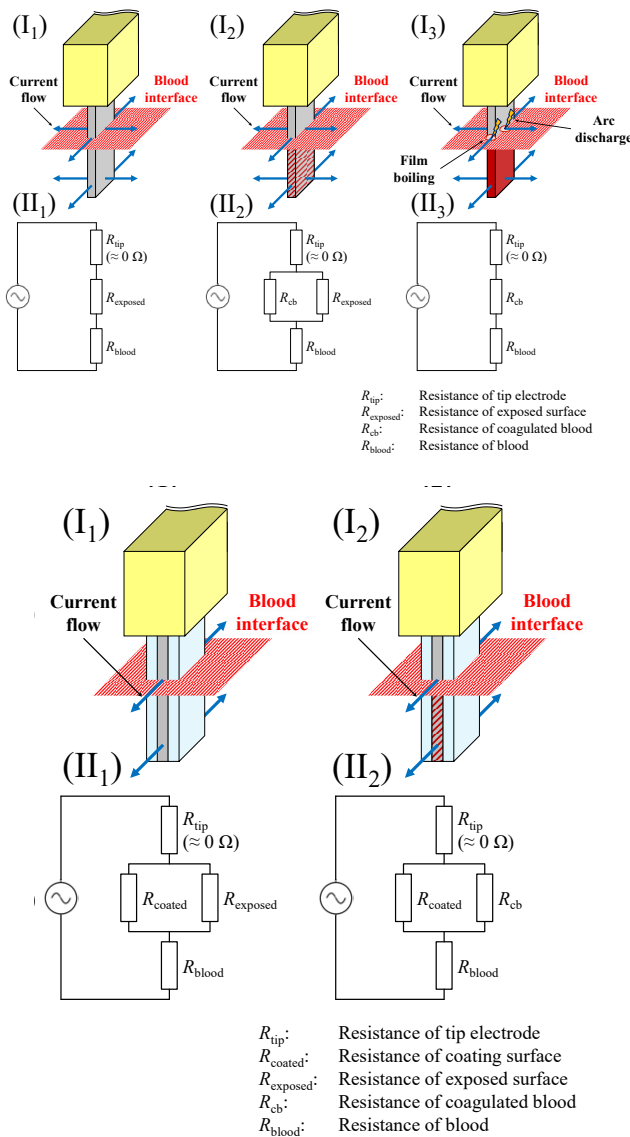 (I1)
(I2)
(I3)
Current
flow
Blood
interface
Current
flow
Blood
interface
Current
flow
Blood
interface
Arc
discharge
Film
boiling
(II1)
(II2)
(II3)
Rtip
(≈ 0 Ω)
Rexposed
Rblood
Rtip
(≈ 0 Ω)
Rcb
Rexposed
Rblood
Rtip
(≈ 0 Ω)
Rcb
Rblood
Rtip: Resistance of tip electrode
Rexposed: Resistance of exposed surface
Rcb: Resistance of coagulated blood
Rblood: Resistance of blood
(I1)
(I2)
Current
flow
Blood
interface
Current
flow
Blood
interface
(II1)
(II2)
Rtip
(≈ 0 Ω)
Rcoated
Rexposed
Rblood
Rtip
(≈ 0 Ω)
Rcoated
Rcb
Rblood
Rtip: Resistance of tip electrode
Rcoated: Resistance of coating surface
Rexposed: Resistance of exposed surface
Rcb: Resistance of coagulated blood
Rblood: Resistance of blood